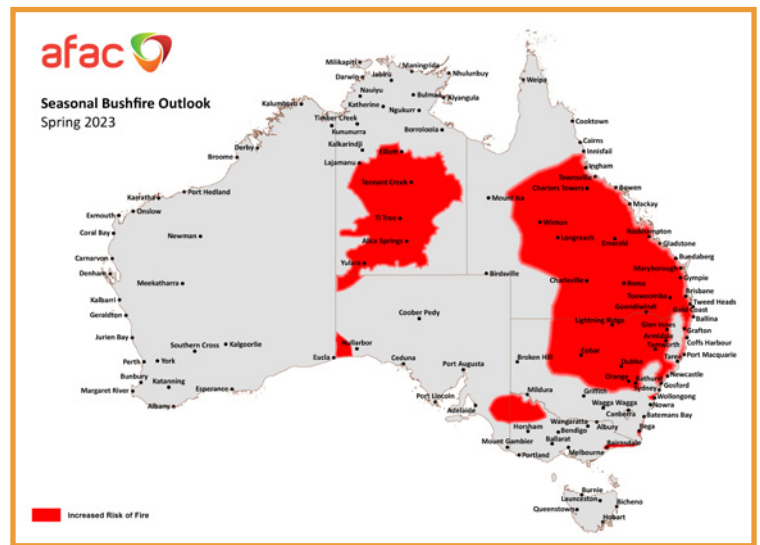 afac
Seasonal Bushfire Outlook
Spring 2023
Milikapiti
Maningrida
Darwin
Jabiru
Nhulunbuy
Nauiyu
Bulman
Alyangula
Weipa
Kalumburu
Katherine
Ngukurr
Timber Creek
Kununurra
Borroloola
Cooktown
Kalkarindji
Cairns
Derby
Elliott
Innisfail
Broome
Lajamanu
Ingham
Townsville
Tennant Creek
Charters Towers
Bowen
Port Hedland
Karratha
Mount Isa
Mackay
Onslow
Exmouth
Ti Tree
Winton
Coral Bay
Newman
Longreach
Emerald
Rockhampton
Alice Springs
Gladstone
Carnarvon
Yulara
Bundaberg
Denham
Birdsville
Maryborough
Meekatharra
Charleville
Roma
Gympie
Kalbarri
Toowoomba
Brisbane
Geraldton
Coober Pedy
Goondiwindi
Tweed Heads
Gold Coast
Lightning Ridge
Ballina
Jurien Bay
Southern Cross
Kalgoorlie
Nullarbor
Glen Innes
Grafton
Armidale
Coffs Harbour
Perth
York
Eucla
Ceduna
Broken Hill
Cobar
Tamworth
Port Macquarie
Port Augusta
Dubbo
Taree
Bunbury
Katanning
Orange
Bathurst
Newcastle
Margaret River
Esperance
Port Lincoln
Mildura
Griffith
Sydney
Gosford
Albany
Adelaide
Wagga Wagga
Wollongong
Canberra
Nowra
Horsham
Wangaratta
Albury
Batemans Bay
Bendigo
Bega
Mount Gambier
Ballarat
Bairnsdale
Portland
Melbourne
Burnie
Launceston
Bicheno
Queenstown
Hobart
Increased Risk of Fire